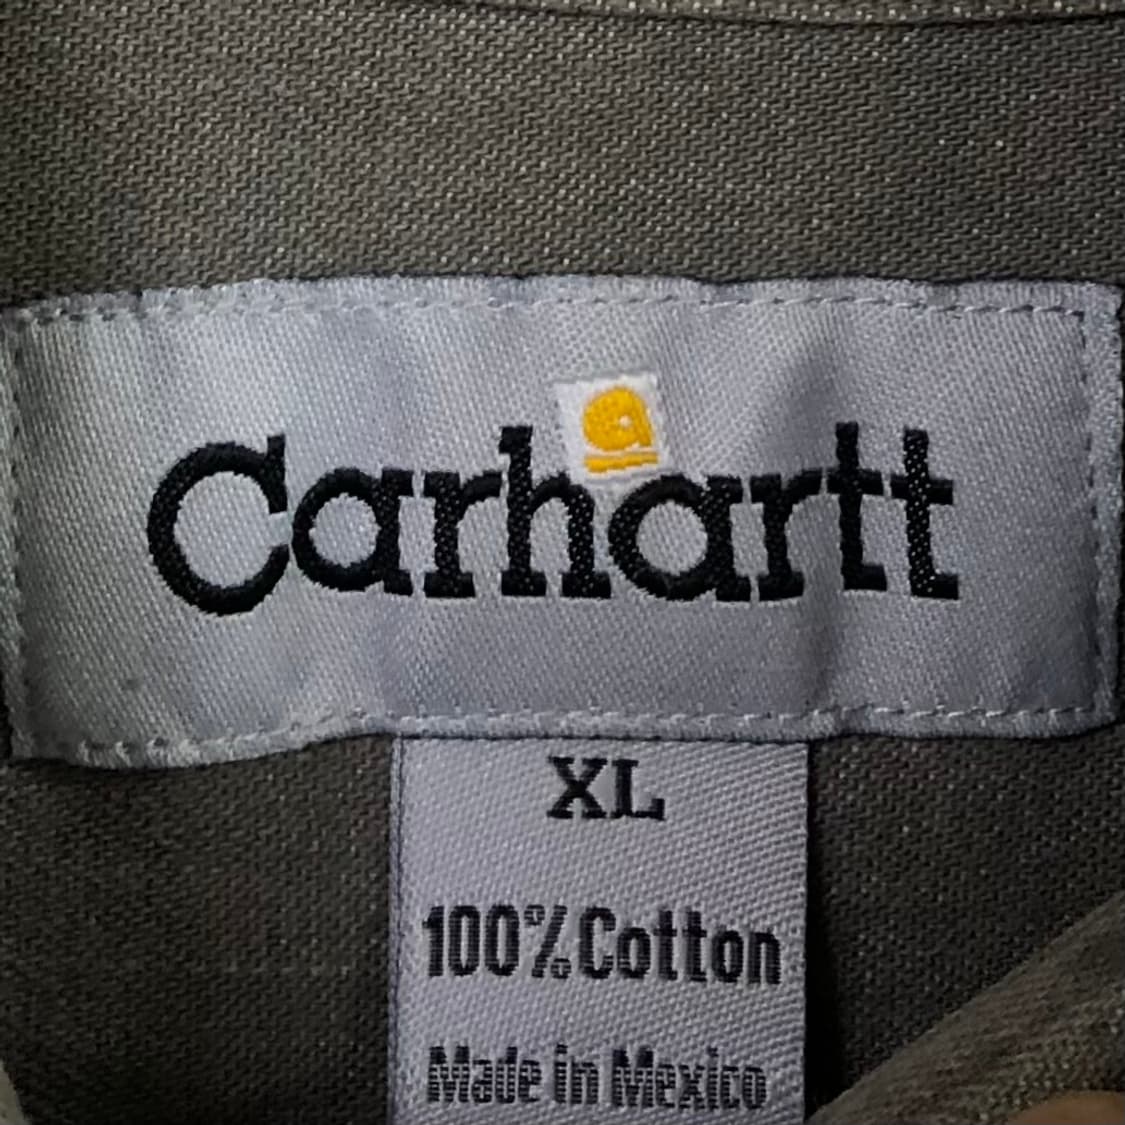 Carhartt
XL
100% Cotton
Made in Mexico